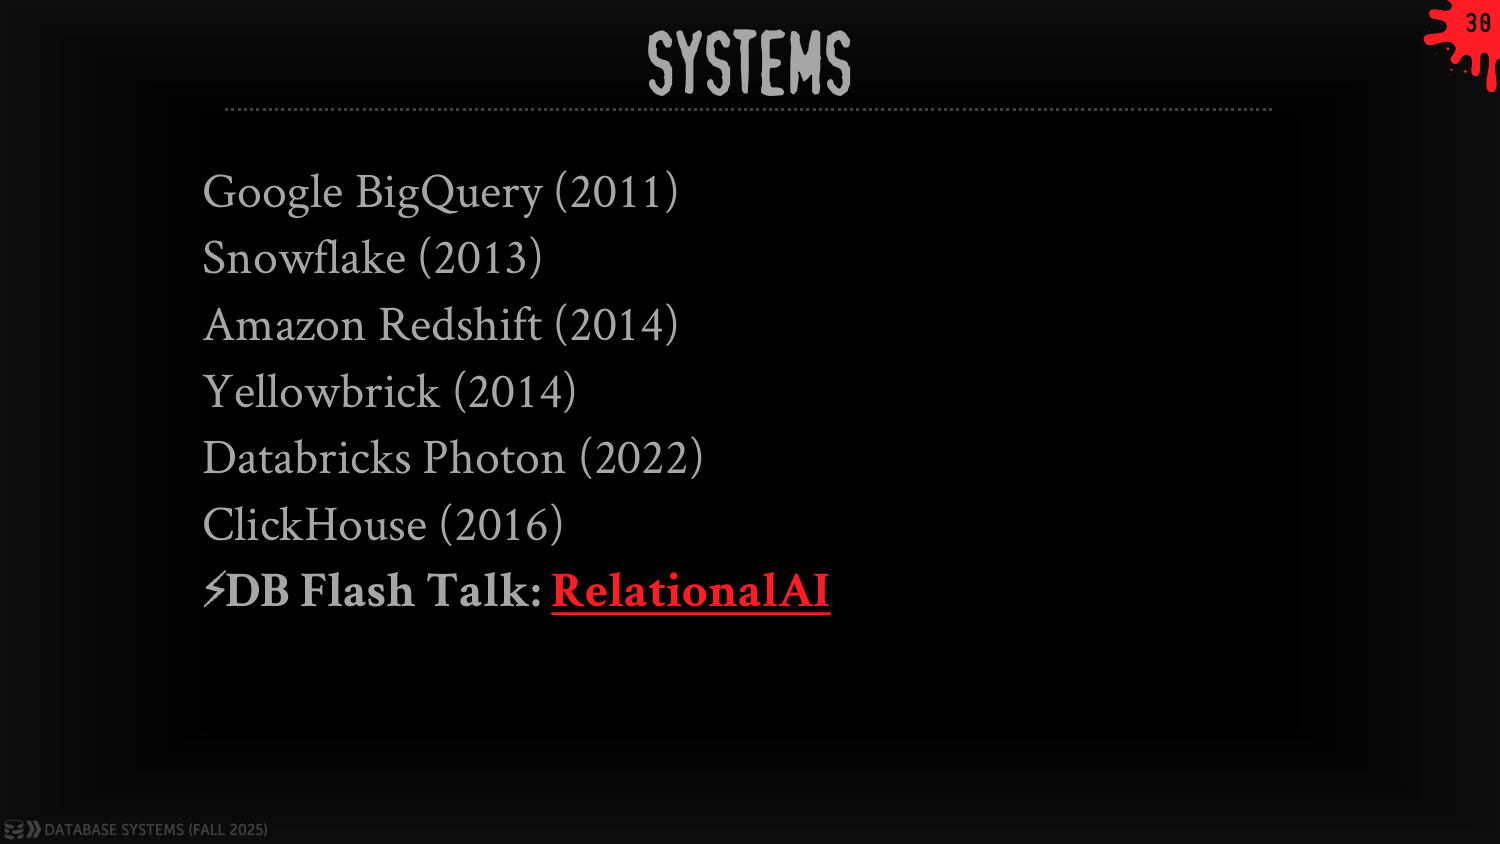 SYSTEMS
30
Google BigQuery (2011)
Snowflake (2013)
Amazon Redshift (2014)
Yellowbrick (2014)
Databricks Photon (2022)
ClickHouse (2016)
⚡DB Flash Talk: RelationalAI
DATABASE SYSTEMS (FALL 2025)